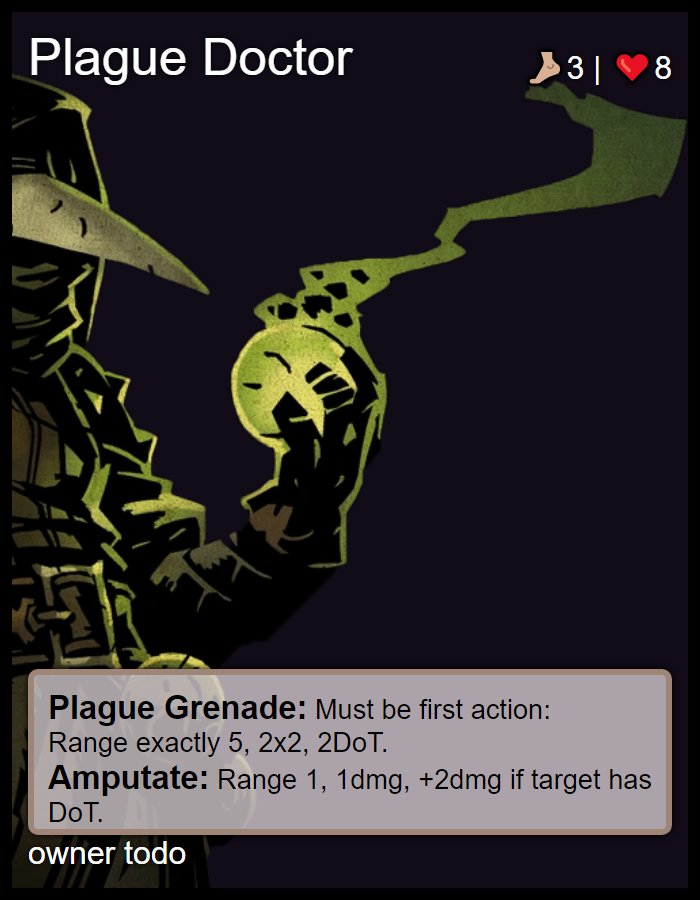 Plague Doctor
🦶3 | ❤️8
Plague Grenade: Must be first action:
Range exactly 5, 2x2, 2DoT.
Amputate: Range 1, 1dmg, +2dmg if target has
DoT.
owner todo